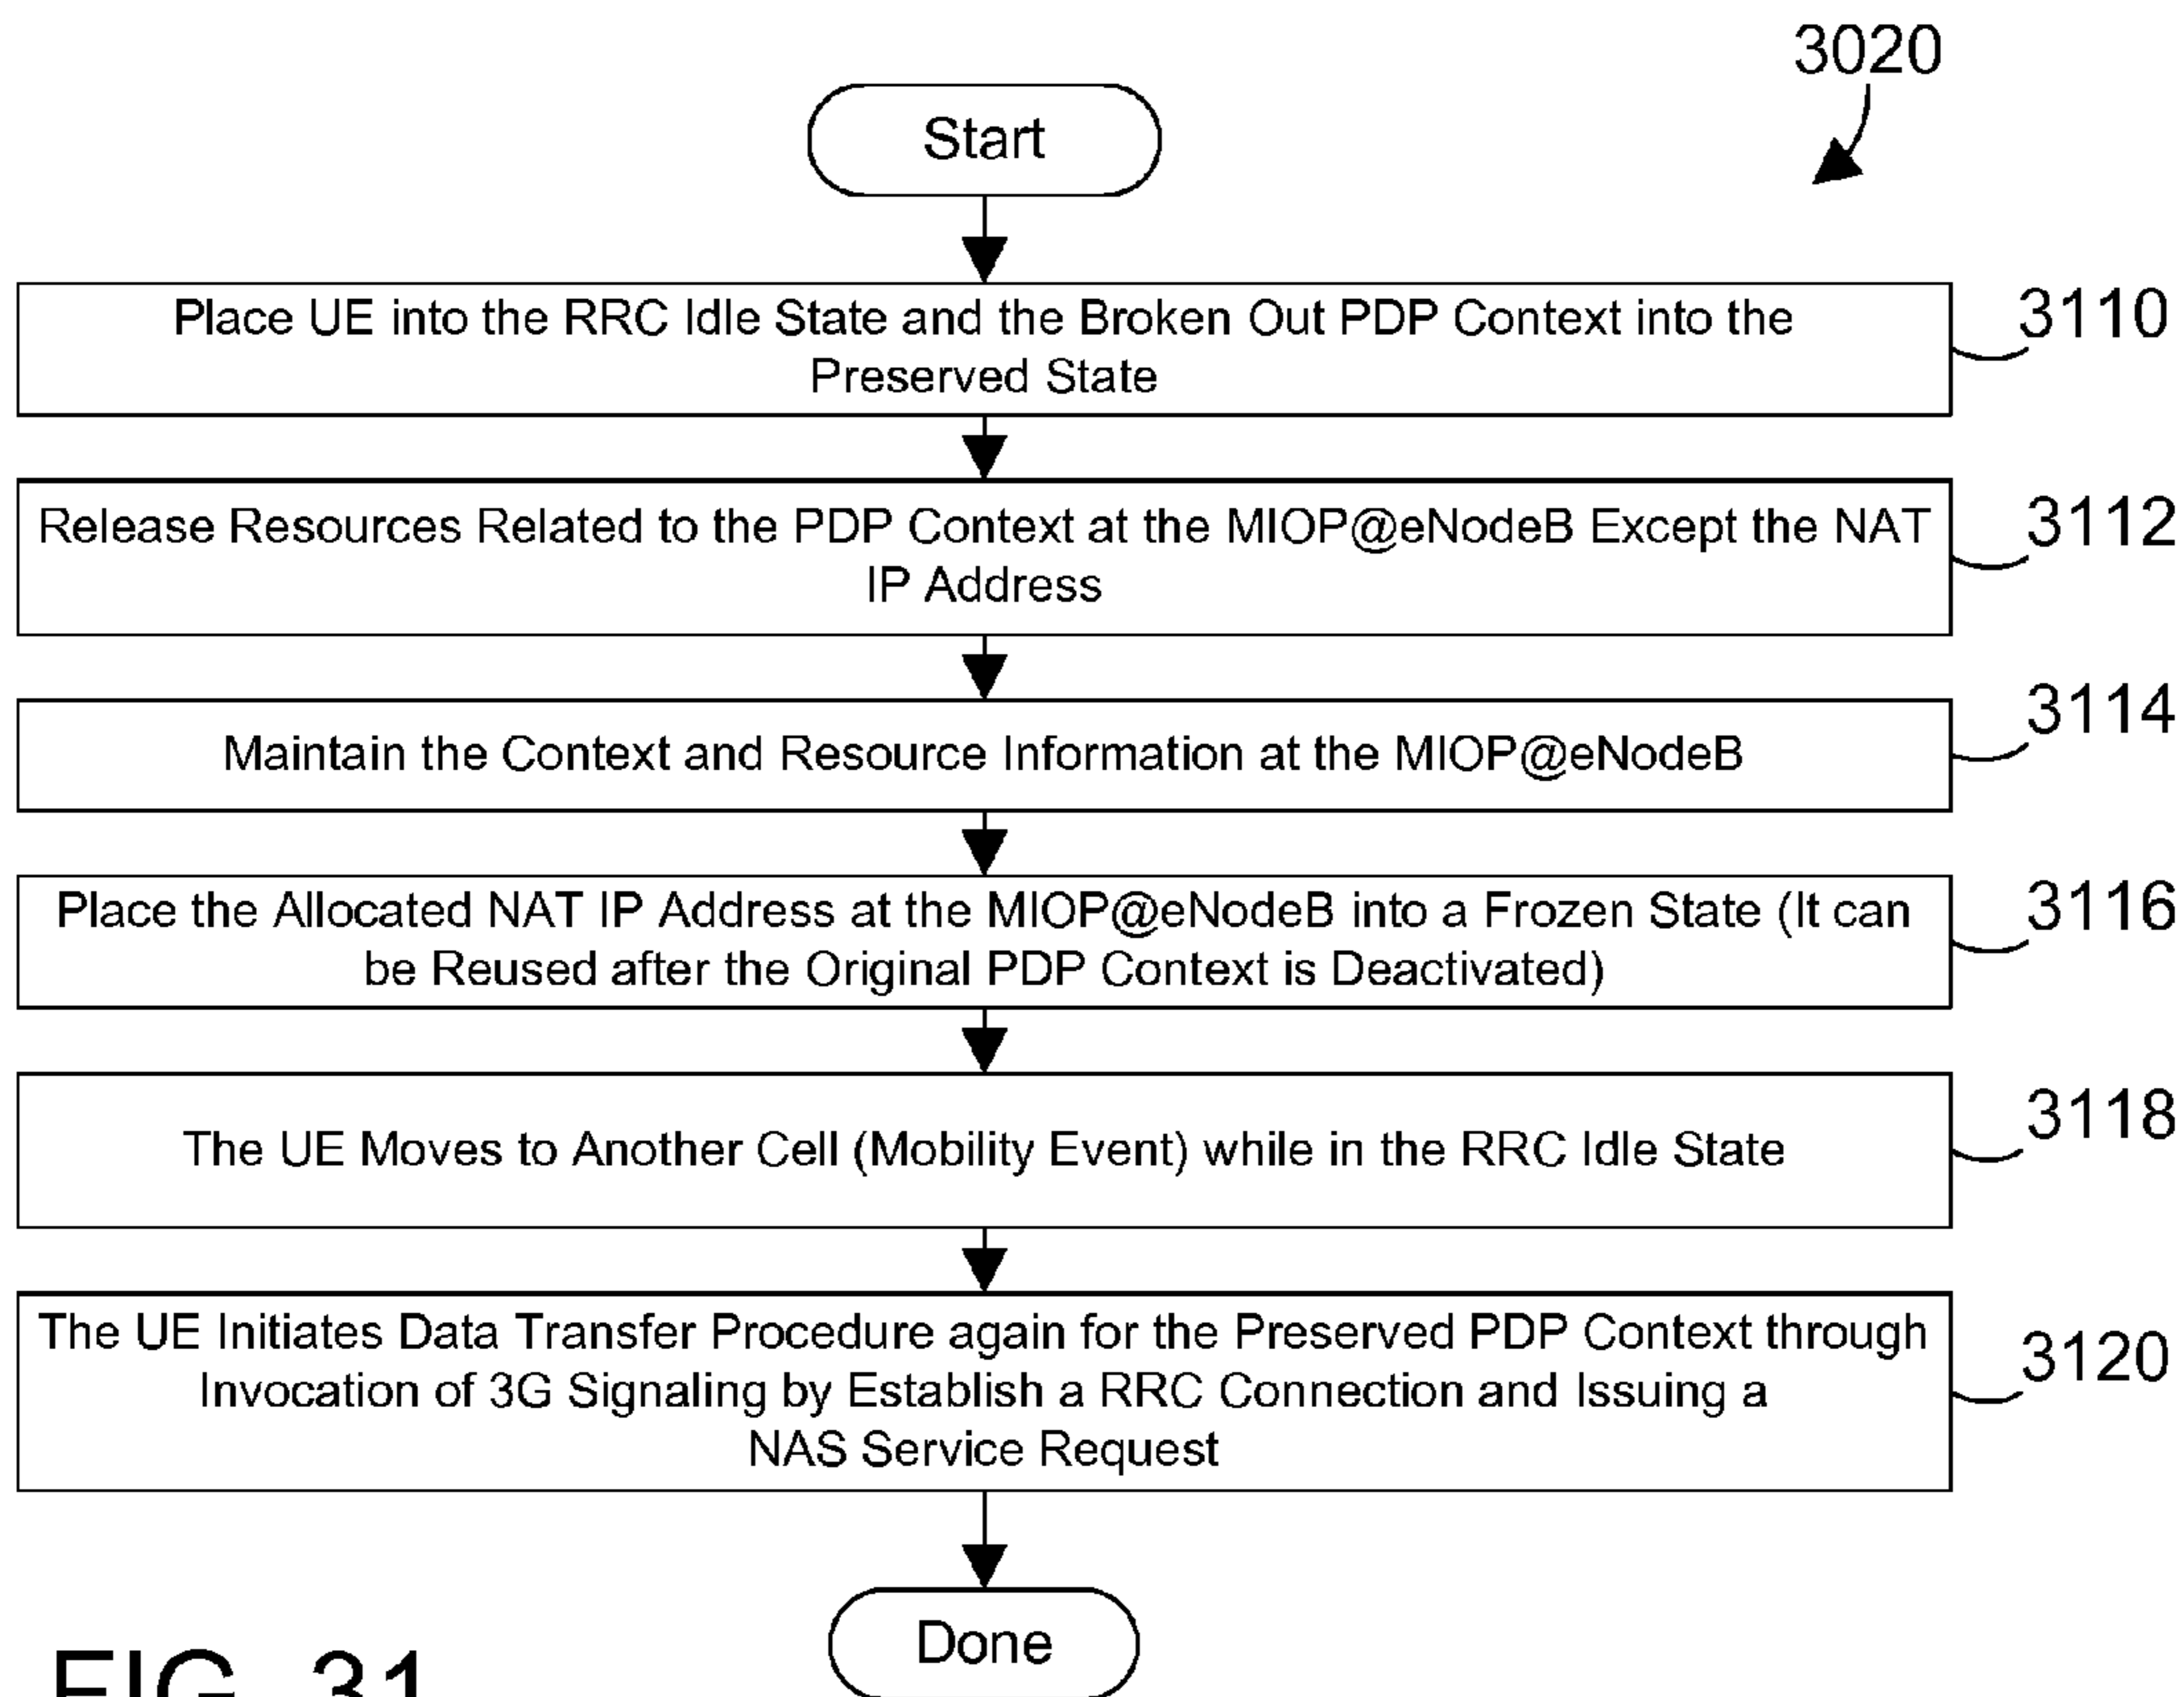 3020
Start
Place UE into the RRC Idle State and the Broken Out PDP Context into the
Preserved State
3110
Release Resources Related to the PDP Context at the MIOP@eNodeB Except the NAT
IP Address
3112
Maintain the Context and Resource Information at the MIOP@eNodeB
3114
Place the Allocated NAT IP Address at the MIOP@eNodeB into a Frozen State (It can
be Reused after the Original PDP Context is Deactivated)
3116
The UE Moves to Another Cell (Mobility Event) while in the RRC Idle State
3118
The UE Initiates Data Transfer Procedure again for the Preserved PDP Context through
Invocation of 3G Signaling by Establish a RRC Connection and Issuing a
NAS Service Request
3120
Done
FIG. 31